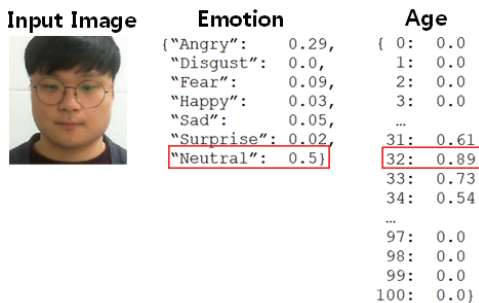 Input Image
Emotion
Age
{“Angry”: 0.29,
“Disgust”: 0.0,
“Fear”: 0.09,
“Happy”: 0.03,
“Sad”: 0.05,
“Surprise”: 0.02,
“Neutral”: 0.5}
{ 0: 0.0
1: 0.0
2: 0.0
3: 0.0
…
31: 0.61
32: 0.89
33: 0.73
34: 0.54
…
97: 0.0
98: 0.0
99: 0.0
100: 0.0}